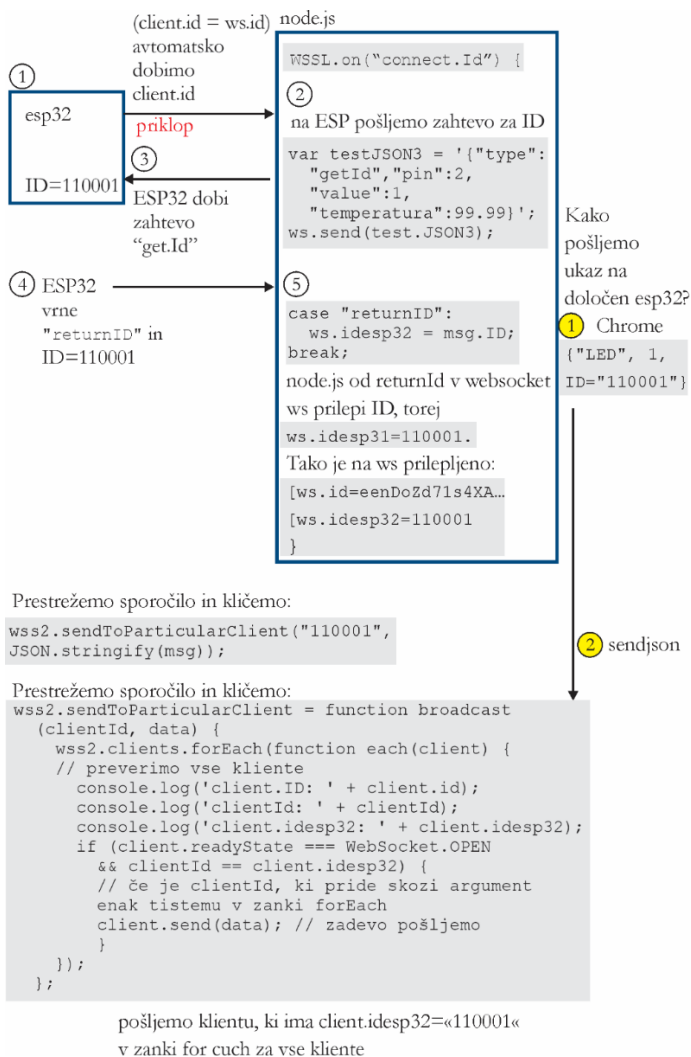 (client.id = ws.id)
avtomatsko
dobimo
client.id
priklop
node.js
1
esp32
ID=110001
WSSL.on(“connect.Id”) {
2
na ESP pošljemo zahtevo za ID
var testJSON3 = '{"type":
"getId","pin":2,
"value":1,
"temperatura":99.99}';
ws.send(test.JSON3);
3
ESP32 dobi
zahtevo
“get.Id”
4 ESP32
vrne
"returnID" in
ID=110001
5
case "returnID":
ws.idesp32 = msg.ID;
break;
node.js od returnId v websocket
ws prilepi ID, torej
ws.idesp31=110001.
Tako je na ws prilepljeno:
[ws.id=eenDoZd71s4XA…
[ws.idesp32=110001
}
Kako
pošljemo
ukaz na
določen esp32?
1 Chrome
{"LED", 1,
ID="110001"}
2 sendjson
Prestrežemo sporočilo in kličemo:
wss2.sendToParticularClient("110001",
JSON.stringify(msg));
Prestrežemo sporočilo in kličemo:
wss2.sendToParticularClient = function broadcast
(clientId, data) {
wss2.clients.forEach(function each(client) {
// preverimo vse kliente
console.log('client.ID: ' + client.id);
console.log('clientId: ' + clientId);
console.log('client.idesp32: ' + client.idesp32);
if (client.readyState === WebSocket.OPEN
&& clientId == client.idesp32) {
// če je clientId, ki pride skozi argument
enak tistemu v zanki forEach
client.send(data); // zadevo pošljemo
}
});
};
pošljemo klientu, ki ima client.idesp32=«110001«
v zanki for cuch za vse kliente